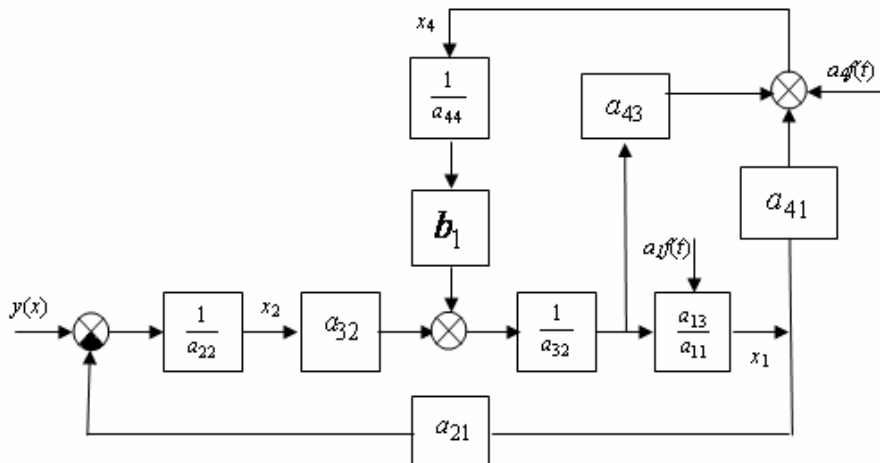 x₄
1
a₄₄
a₄₃
a₄f(t)
a₄₁
b₁
a₁f(t)
y(x)
1
a₂₂
x₂
a₃₂
1
a₃₂
a₁₃
a₁₁
x₁
a₂₁